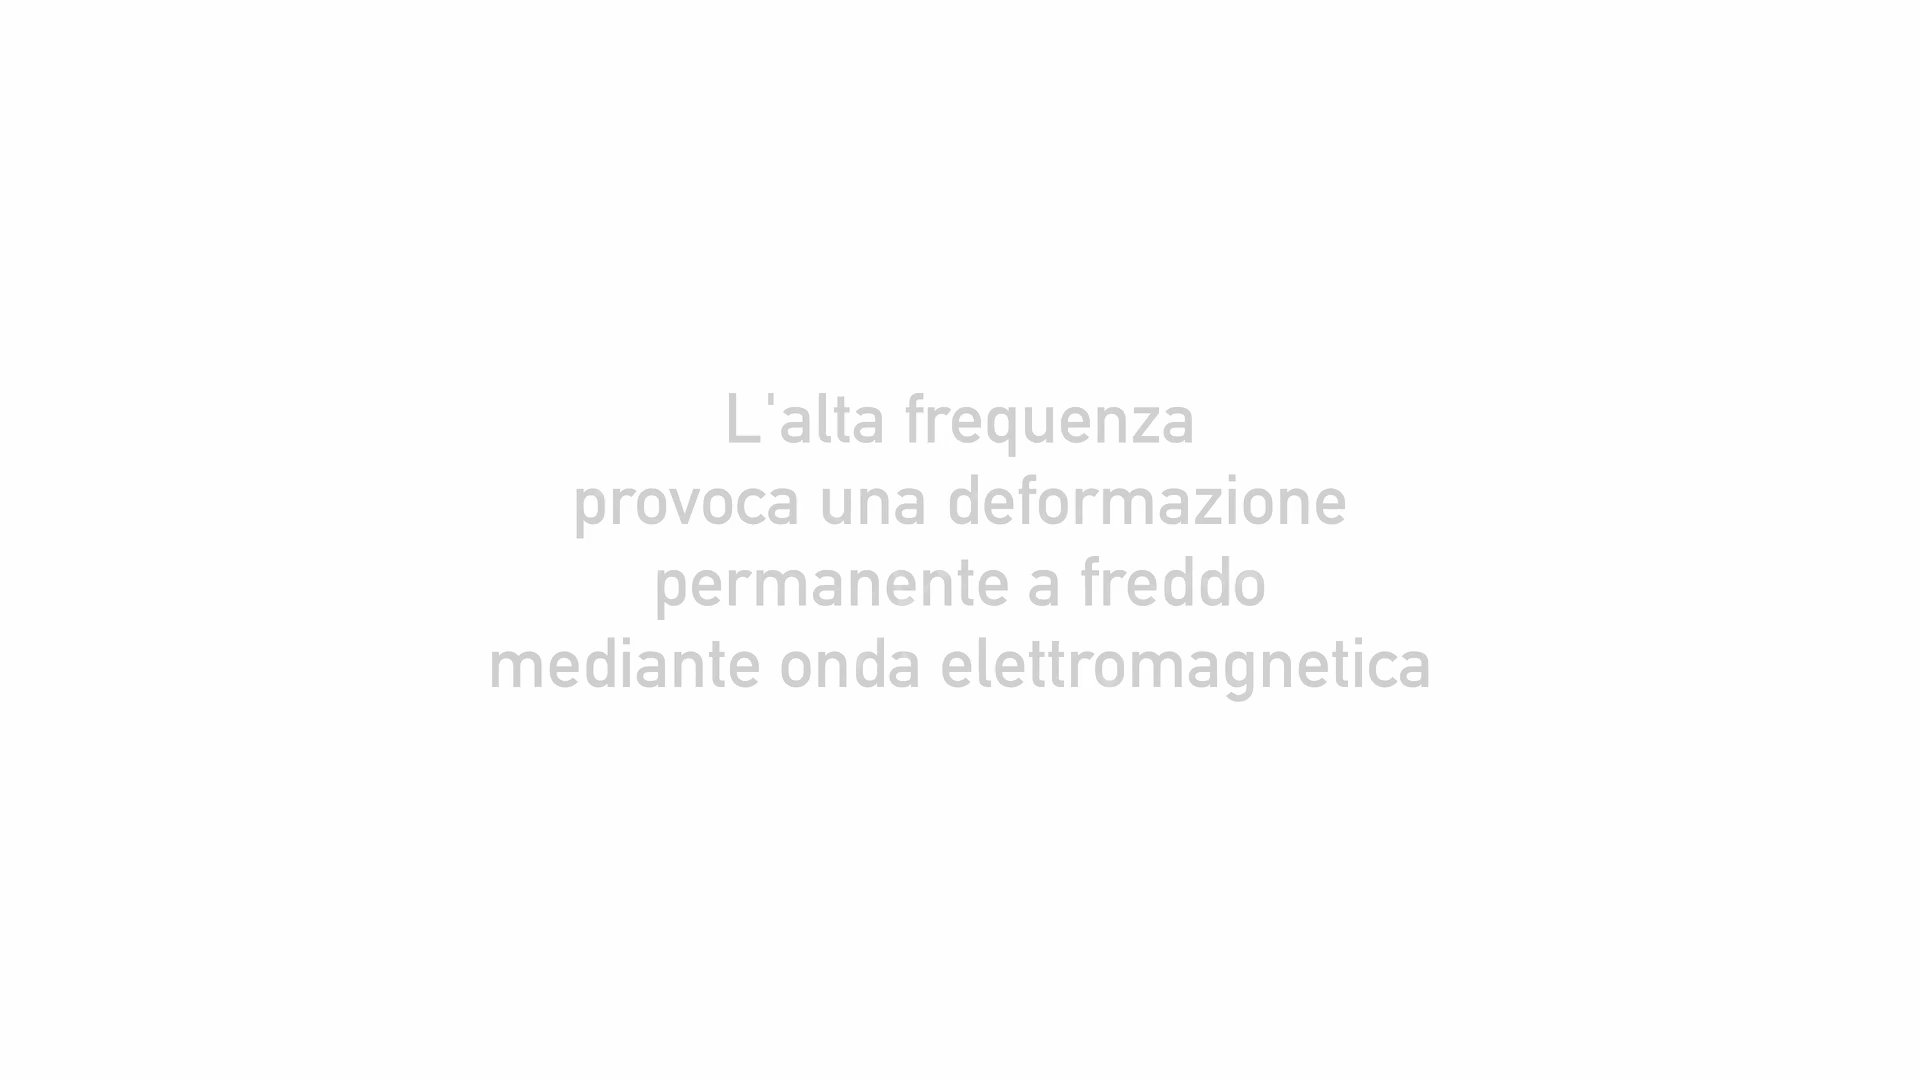 L'alta frequenza
provoca una deformazione
permanente a freddo
mediante onda elettromagnetica